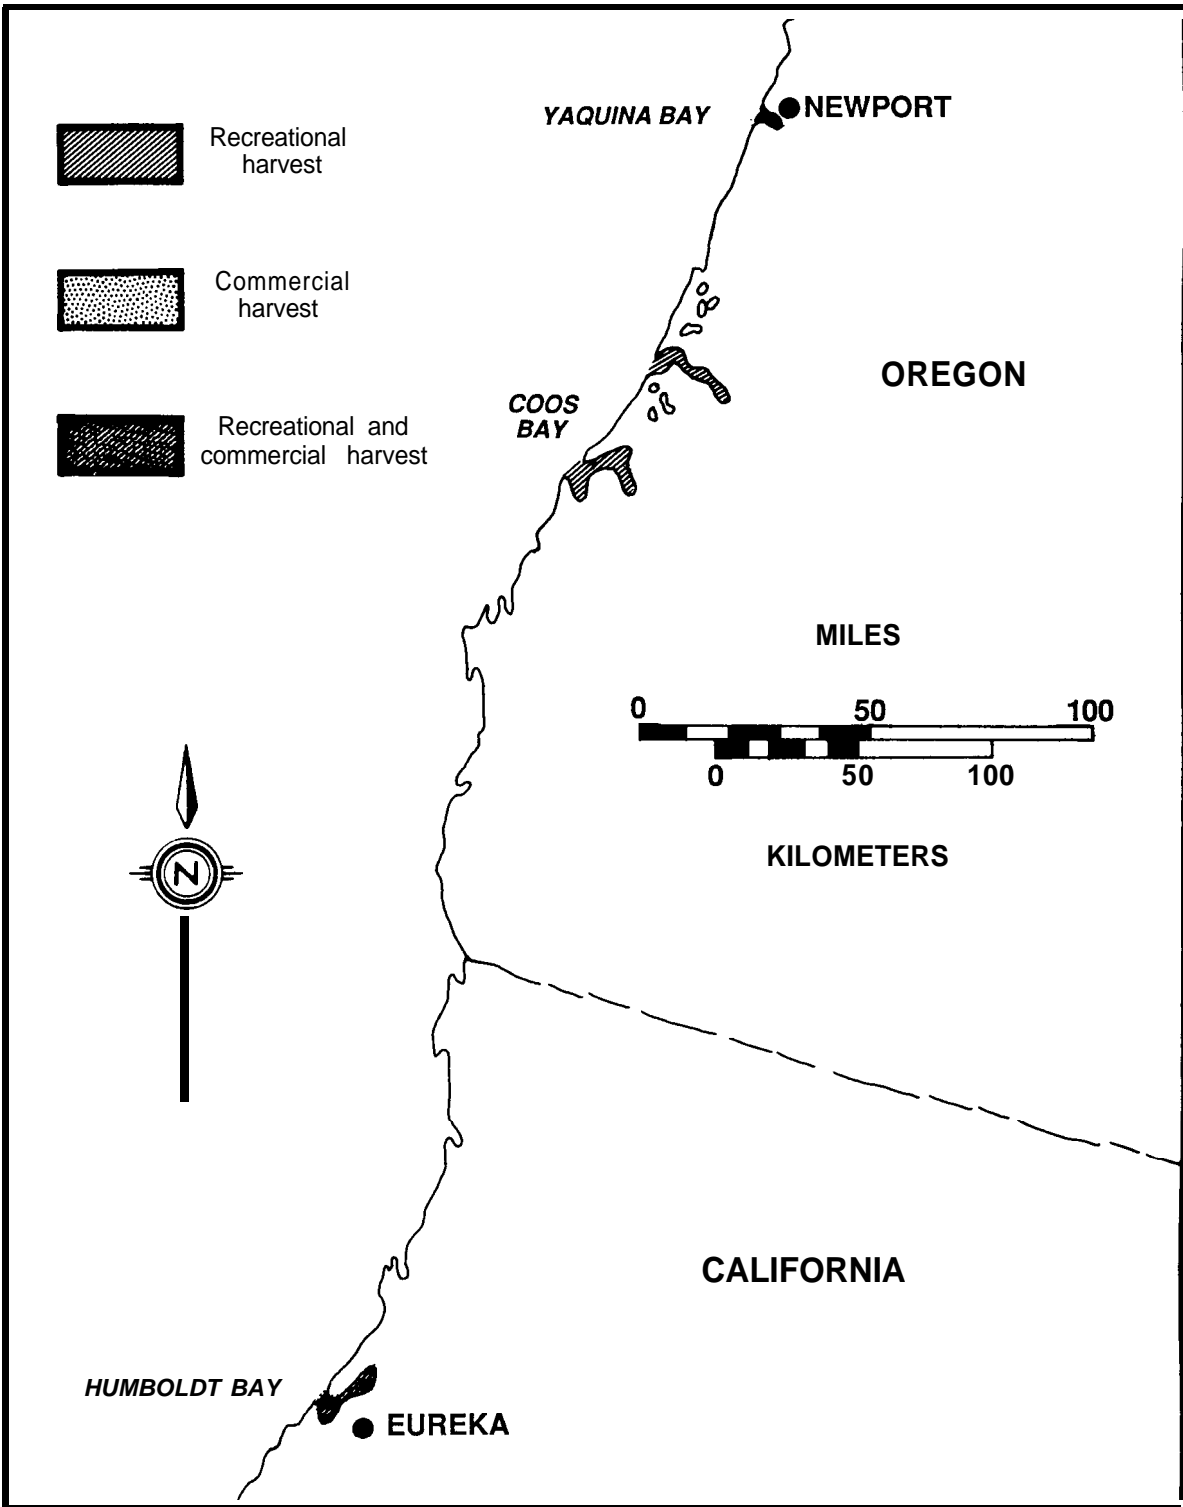 YAQUINA BAY
NEWPORT
Recreational
harvest
Commercial
harvest
OREGON
COOS
BAY
Recreational and
commercial harvest
MILES
0 50 100
0 50 100
KILOMETERS
N
CALIFORNIA
HUMBOLDT BAY
EUREKA